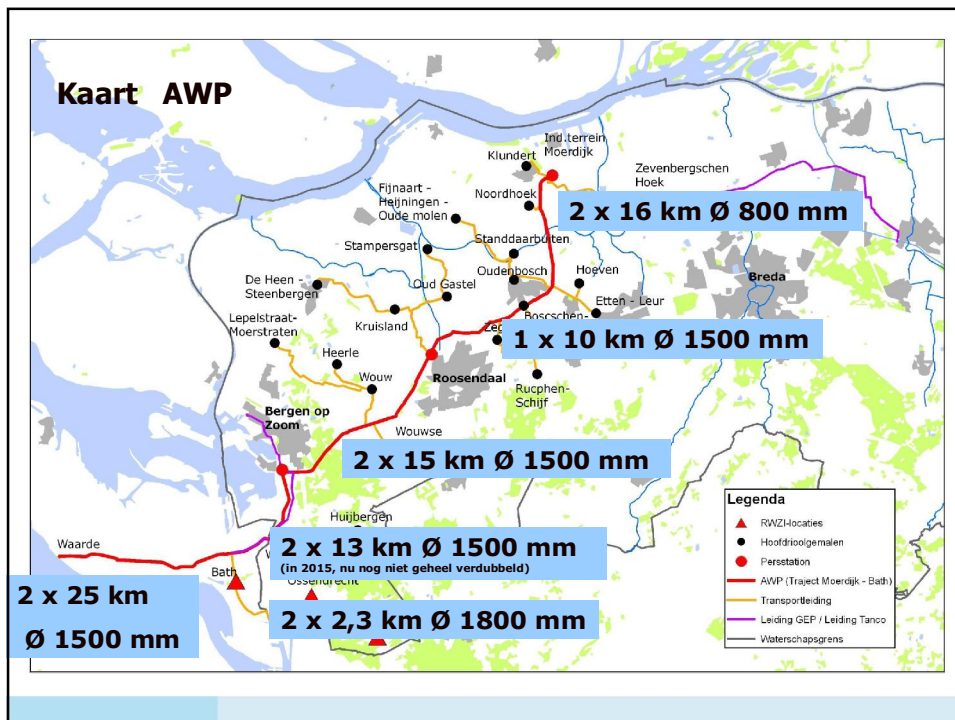 Kaart AWP
Ind.terrein
Moerdijk
Klundert
Zevenbergschen
Hoek
Noordhoek
Fijnaart -
Heijningen -
Oude molen
2 x 16 km Ø 800 mm
Stampersgat
Standdaarbuiten
Oudenbosch
Hoeven
Breda
De Heen
Steenbergen
Oud Gastel
Etten - Leur
Lepelstraat-
Moerstraten
Kruisland
Boscschen-
1 x 10 km Ø 1500 mm
Heerle
Roosendaal
Wouw
Rucphen-
Schijf
Bergen op
Zoom
Wouwse
2 x 15 km Ø 1500 mm
Legenda
RWZI-locaties
Hoofdrioolgemalen
Persstation
AWP (Traject Moerdijk - Bath)
Transportleiding
Leiding GEP / Leiding Tanco
Waterschapsgrens
Huijbergen
Waarde
2 x 13 km Ø 1500 mm
(in 2015, nu nog niet geheel verdubbeld)
Bath
Ossendrecht
2 x 25 km
Ø 1500 mm
2 x 2,3 km Ø 1800 mm